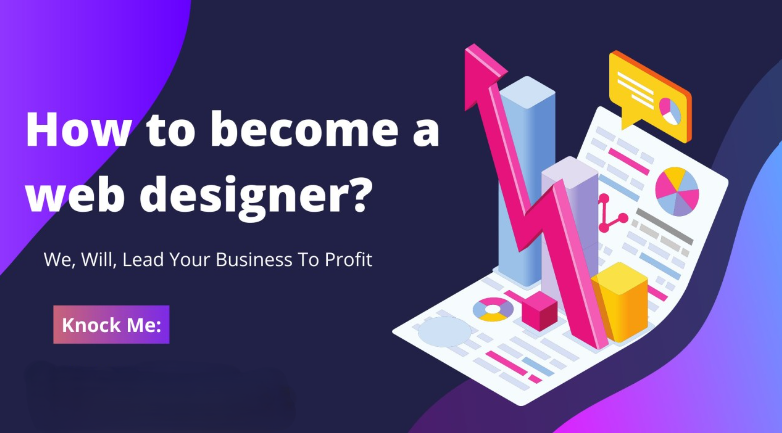 How to become a
web designer?
We, Will, Lead Your Business To Profit
Knock Me: